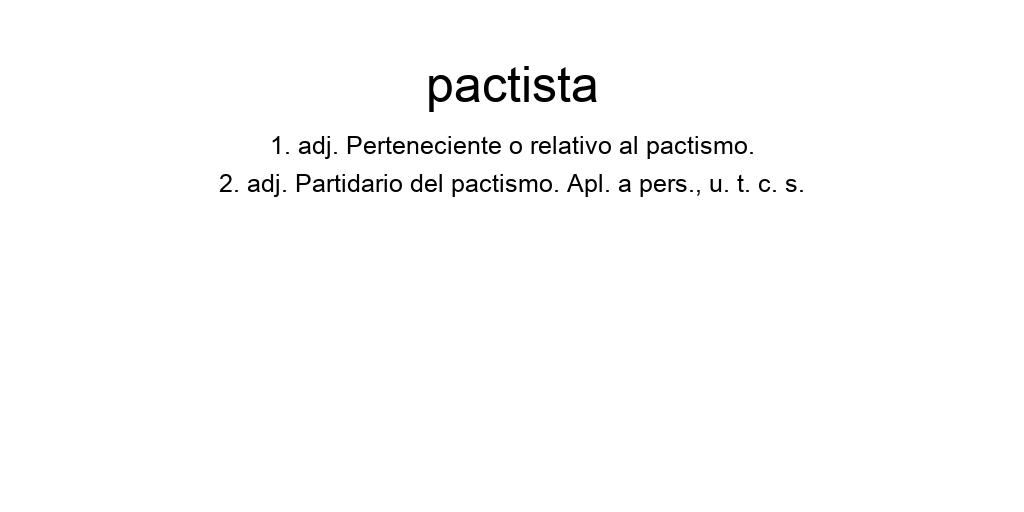 pactista
1. adj. Perteneciente o relativo al pactismo.
2. adj. Partidario del pactismo. Apl. a pers., u. t. c. s.